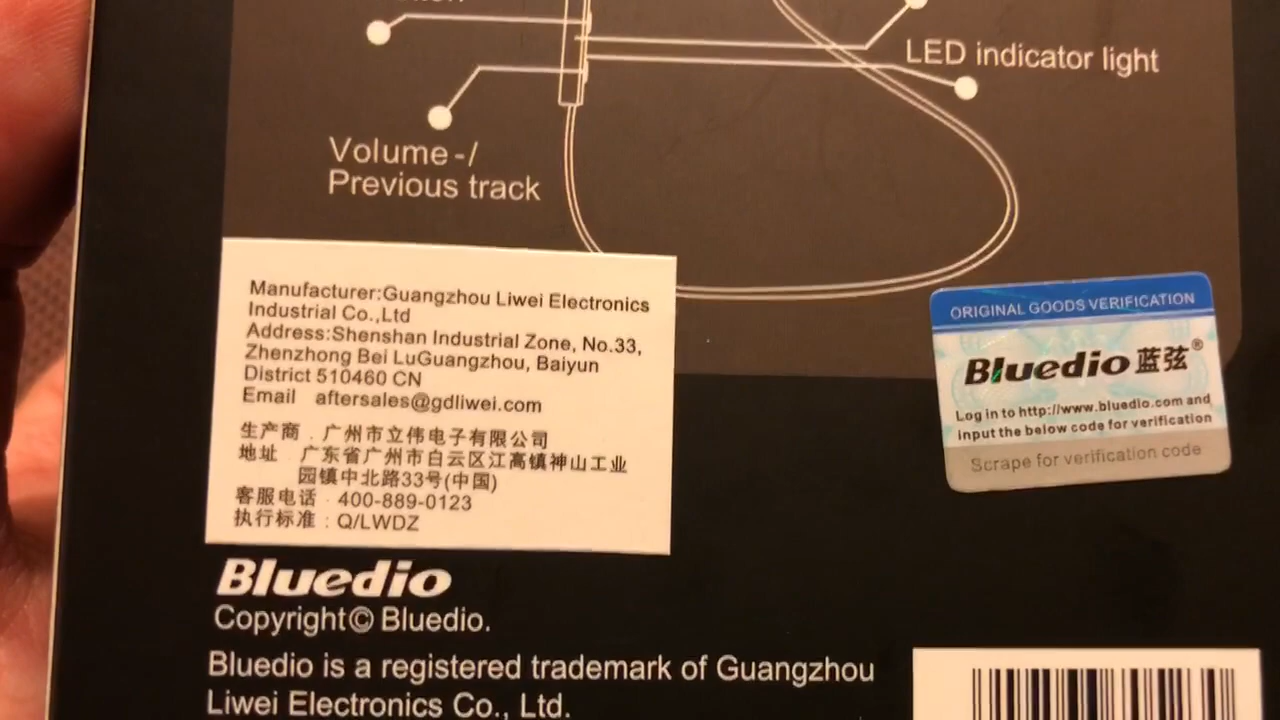 LED indicator light
Volume -/
Previous track
Manufacturer:Guangzhou Liwei Electronics
Industrial Co.,Ltd
Address:Shenshan Industrial Zone, No.33,
Zhenzhong Bei LuGuangzhou, Baiyun
District 510460 CN
Email aftersales@gdliwei.com
生产商 . 广州市立伟电子有限公司
地址 广东省广州市白云区江高镇神山工业
园镇中北路33号(中国)
客服电话 · 400-889-0123
执行标准 : Q/LWDZ
ORIGINAL GOODS VERIFICATION
Bluedio 蓝弦®
Log in to http://www.bluedio.com and
input the below code for verification
Scrape for verification code
Bluedio
Copyright© Bluedio.
Bluedio is a registered trademark of Guangzhou
Liwei Electronics Co., Ltd.